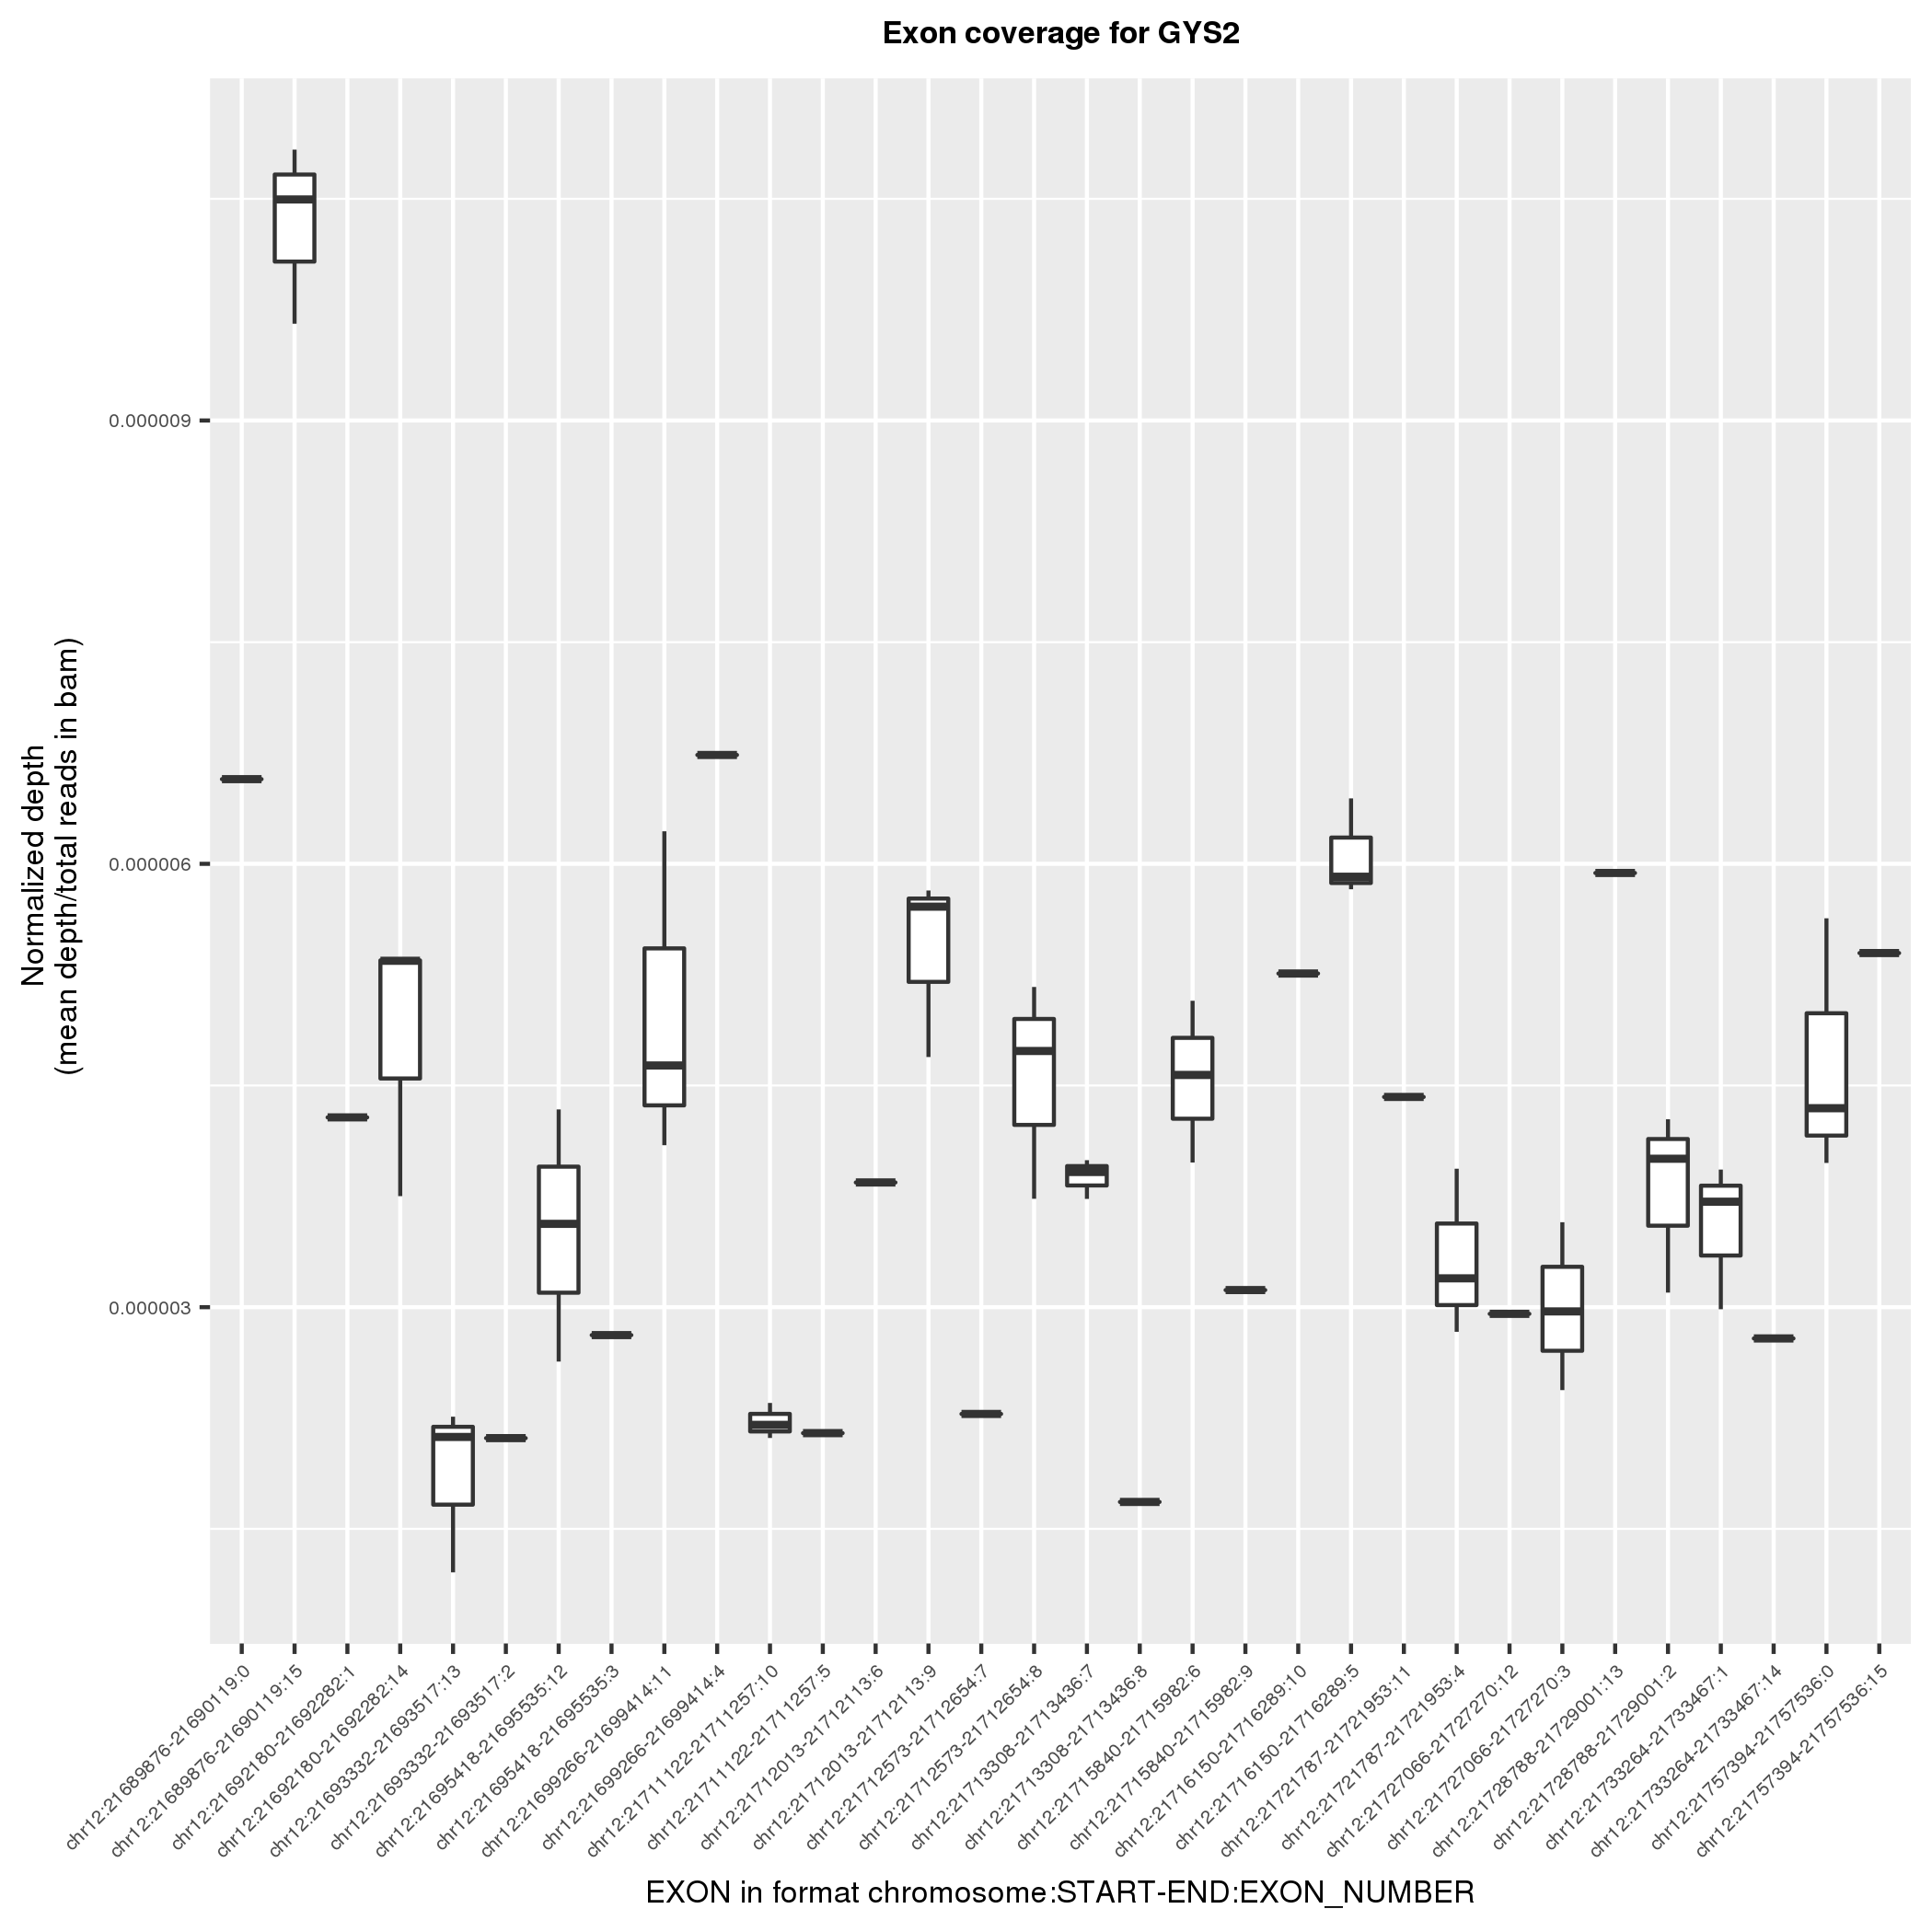 Exon coverage for GYS2
Normalized depth
(mean depth/total reads in bam)
0.000009
0.000006
0.000003
chr12:21689876-21690119:0
chr12:21689876-21690119:15
chr12:21692180-21692282:1
chr12:21692180-21692282:14
chr12:21693332-21693517:13
chr12:21693332-21693517:2
chr12:21695418-21695535:12
chr12:21695418-21695535:3
chr12:21699266-21699414:11
chr12:21699266-21699414:4
chr12:21711122-21711257:10
chr12:21711122-21711257:5
chr12:21712013-21712113:6
chr12:21712013-21712113:9
chr12:21712573-21712654:7
chr12:21712573-21712654:8
chr12:21713308-21713436:7
chr12:21713308-21713436:8
chr12:21715840-21715982:6
chr12:21715840-21715982:9
chr12:21716150-21716289:10
chr12:21716150-21716289:5
chr12:21721787-21721953:11
chr12:21721787-21721953:4
chr12:21727066-21727270:12
chr12:21727066-21727270:3
chr12:21728788-21729001:13
chr12:21728788-21729001:2
chr12:21733264-21733467:1
chr12:21733264-21733467:14
chr12:21757394-21757536:0
chr12:21757394-21757536:15
EXON in format chromosome:START-END:EXON_NUMBER